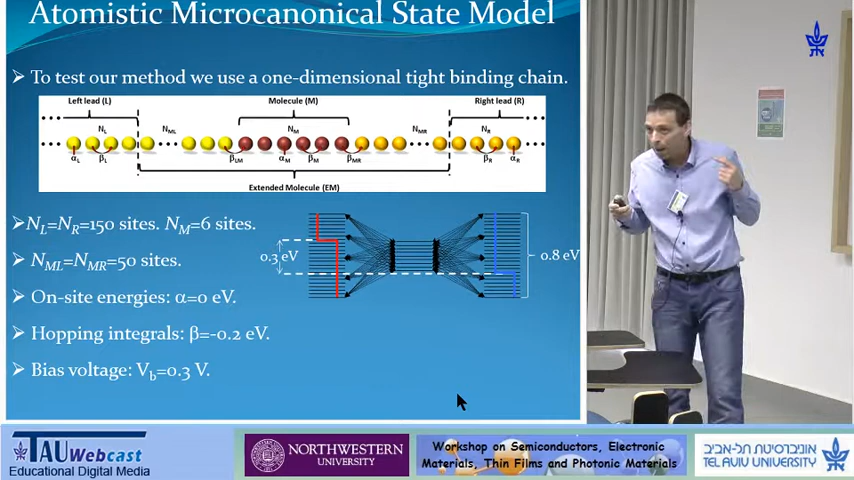 Atomistic Microcanonical State Model
To test our method we use a one-dimensional tight binding chain.
Left lead (L) Molecule (M) Right lead (R)
N_L N_ML N_M N_MR N_R
α_L β_L β_LM α_M β_M β_MR β_R α_R
Extended Molecule (EM)
N_L=N_R=150 sites. N_M=6 sites.
N_ML=N_MR=50 sites.
On-site energies: α=0 eV.
Hopping integrals: β=-0.2 eV.
Bias voltage: V_b=0.3 V.
0.3 eV
0.8 eV
TAU Webcast
Educational Digital Media
NORTHWESTERN
UNIVERSITY
Workshop on Semiconductors, Electronic
Materials, Thin Films and Photonic Materials
אוניברסיטת תל-אביב
TEL AVIV UNIVERSITY